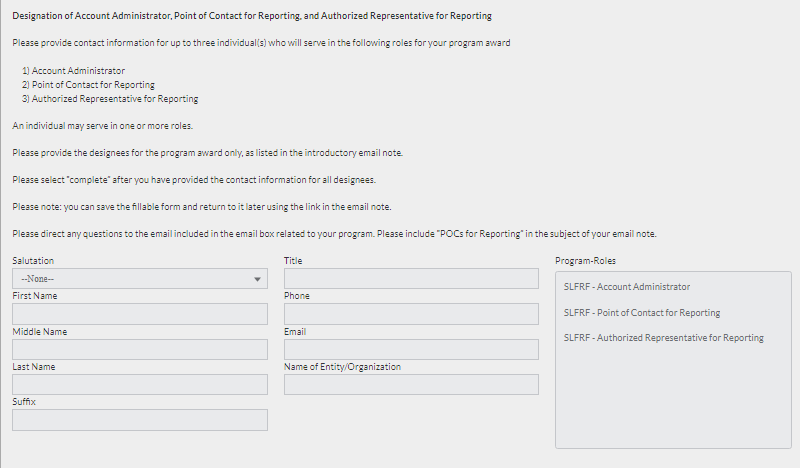 Designation of Account Administrator, Point of Contact for Reporting, and Authorized Representative for Reporting
Please provide contact information for up to three individual(s) who will serve in the following roles for your program award
1) Account Administrator
2) Point of Contact for Reporting
3) Authorized Representative for Reporting
An individual may serve in one or more roles.
Please provide the designees for the program award only, as listed in the introductory email note.
Please select "complete" after you have provided the contact information for all designees.
Please note: you can save the fillable form and return to it later using the link in the email note.
Please direct any questions to the email included in the email box related to your program. Please include "POCs for Reporting" in the subject of your email note.
Salutation
--None--
First Name
Middle Name
Last Name
Suffix
Title
Phone
Email
Name of Entity/Organization
Program-Roles
SLFRF - Account Administrator
SLFRF - Point of Contact for Reporting
SLFRF - Authorized Representative for Reporting